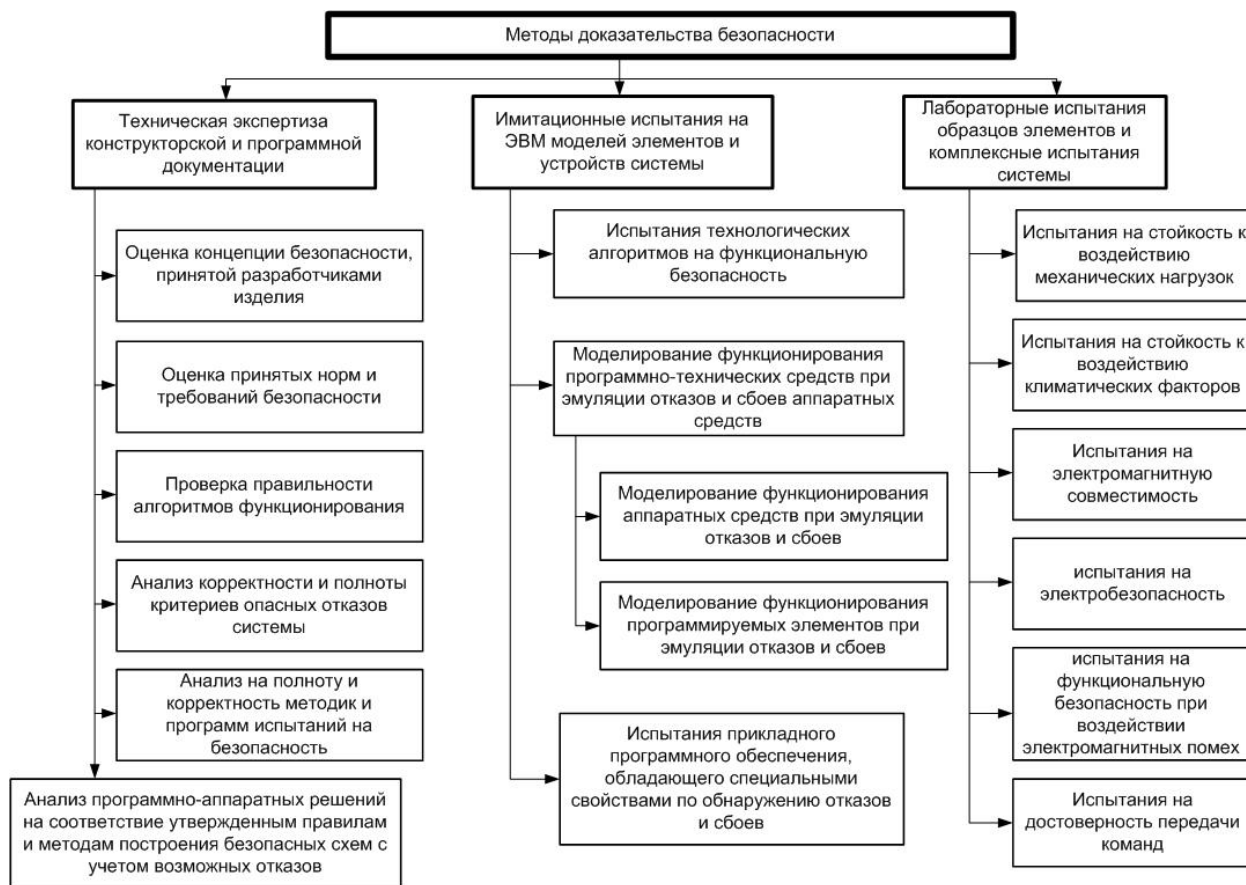 Методы доказательства безопасности
Техническая экспертиза
конструкторской и программной
документации
Оценка концепции безопасности,
принятой разработчиками
изделия
Оценка принятых норм и
требований безопасности
Проверка правильности
алгоритмов функционирования
Анализ корректности и полноты
критериев опасных отказов
системы
Анализ на полноту и
корректность методик и
программ испытаний на
безопасность
Анализ программно-аппаратных решений
на соответствие утвержденным правилам
и методам построения безопасных схем с
учетом возможных отказов
Имитационные испытания на
ЭВМ моделей элементов и
устройств системы
Испытания технологических
алгоритмов на функциональную
безопасность
Моделирование функционирования
программно-технических средств при
эмуляции отказов и сбоев аппаратных
средств
Моделирование функционирования
аппаратных средств при эмуляции
отказов и сбоев
Моделирование функционирования
программируемых элементов при
эмуляции отказов и сбоев
Испытания прикладного
программного обеспечения,
обладающего специальными
свойствами по обнаружению отказов
и сбоев
Лабораторные испытания
образцов элементов и
комплексные испытания
системы
Испытания на стойкость к
воздействию
механических нагрузок
Испытания на стойкость к
воздействию
климатических факторов
Испытания на
электромагнитную
совместимость
испытания на
электробезопасность
испытания на
функциональную
безопасность при
воздействии
электромагнитных помех
Испытания на
достоверность передачи
команд